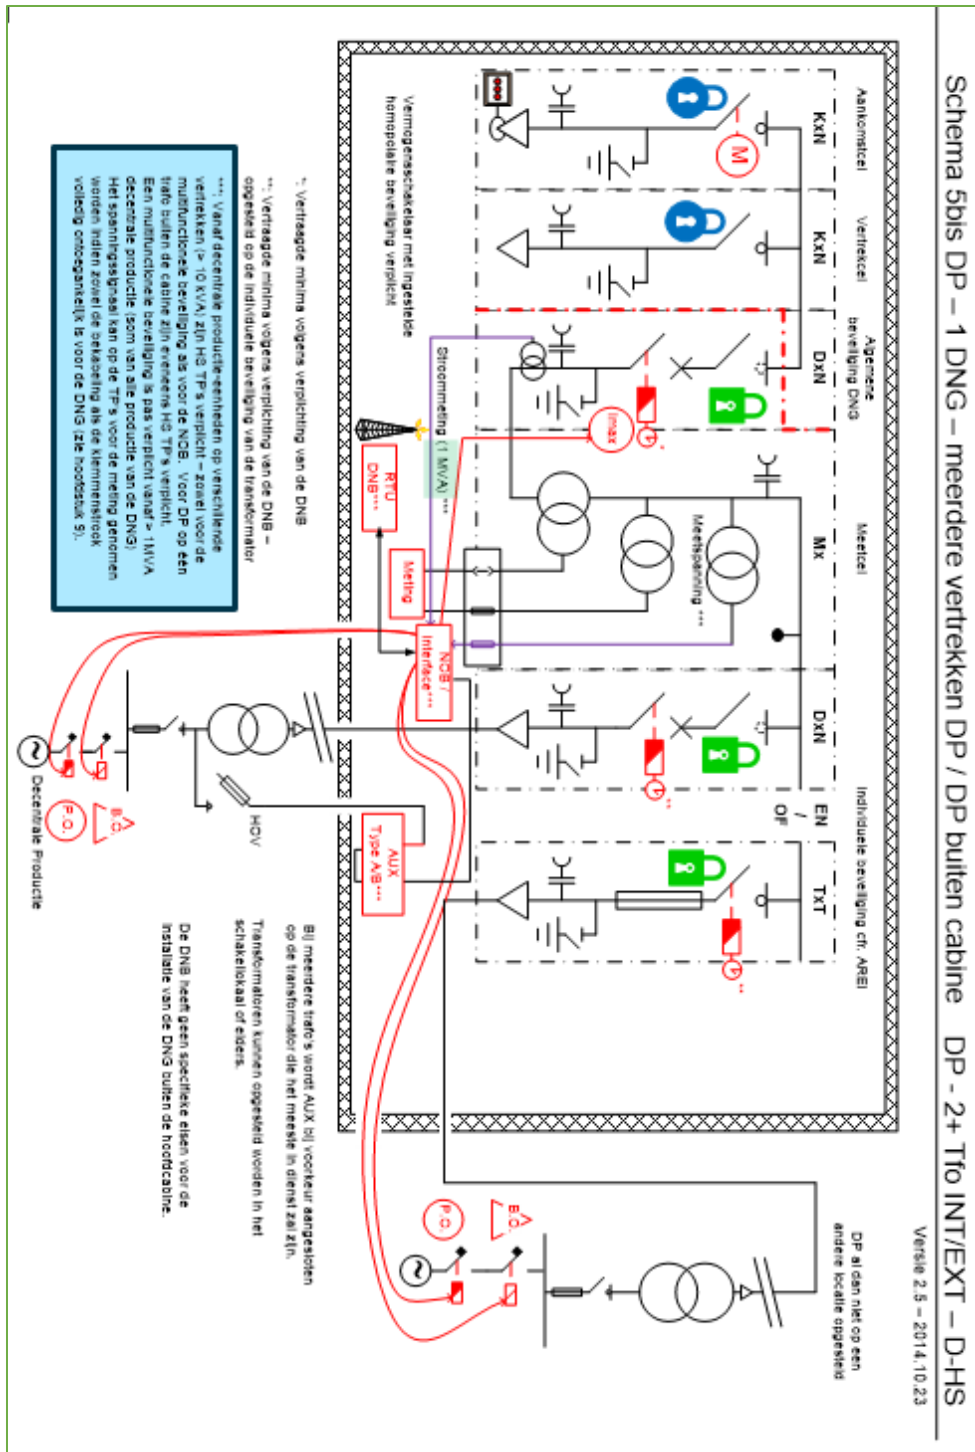 Schema 5bis DP – 1 DNG – meerdere vertrekken DP / DP buiten cabine DP - 2+ Tfo INT/EXT – D-HS
Versie 2.5 – 2014.10.23
Aankomstcel
KxN
Vertrekcel
KxN
Algemene
beveiliging DNG
DxN
Meetcel
Mx
Individuele beveiliging cfr. AREI
DxN
EN
/
OF
TxT
M
Imax
*
**
**
Meetspanning ***
Stroommeting (1 MVA) ***
Vermogensschakelaar met ingestelde
homopolaire beveiliging verplicht
RTU
DNB***
Meting
NOB /
Interface***
AUX
Type A/B***
HOV
DP al dan niet op een
andere locatie opgesteld
B.O.
P.O.
B.O.
P.O.
Decentrale Productie
*: Vertraagde minima volgens verplichting van de DNB
**: Vertraagde minima volgens verplichting van de DNB –
opgesteld op de individuele beveiliging van de transformator
***: Vanaf decentrale productie-eenheden op verschillende
vertrekken (> 10 kVA) zijn HS TP's verplicht – zowel voor de
multifunctionele beveiliging als voor de NOB. Voor DP op één
trafo buiten de cabine zijn eveneens HS TP's verplicht.
Een multifunctionele beveiliging is pas verplicht vanaf > 1MVA
decentrale productie (som van alle productie van de DNG)
Het spanningssignaal kan op de TP's voor de meting genomen
worden indien zowel de bekabeling als de klemmenstrook
volledig ontoegankelijk is voor de DNG (zie hoofdstuk 9).
Bij meerdere trafo's wordt AUX bij voorkeur aangesloten
op de transformator die het meeste in dienst zal zijn.
Transformatoren kunnen opgesteld worden in het
schakellokaal of elders.
De DNB heeft geen specifieke eisen voor de
installatie van de DNG buiten de hoofdcabine.